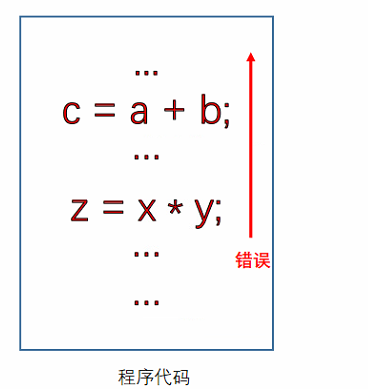 ...
c = a + b;
...
z = x * y;
...
错误
...
程序代码